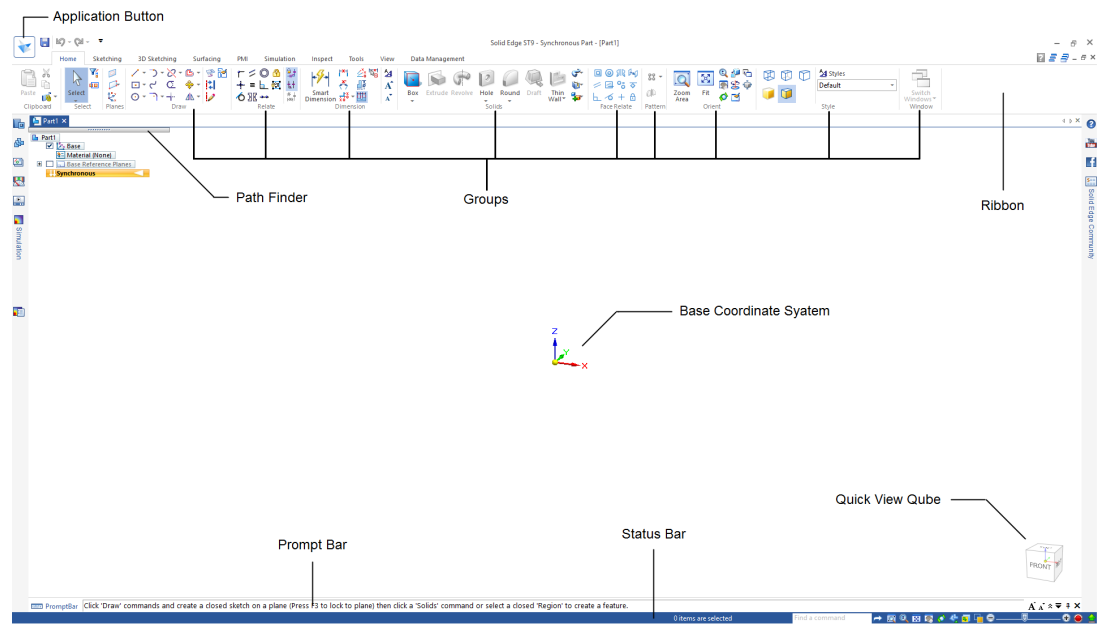 Application Button
Solid Edge ST9 - Synchronous Part - [Part1]
Home Sketching 3D Sketching Surfacing PMI Simulation Inspect Tools View Data Management
Paste
Select
Smart
Dimension
Box Extrude Revolve Hole Round Draft Thin
Wall
Zoom
Area
Fit
Styles
Default
Switch
Windows
Clipboard Select Planes Draw Relate Dimension Solids Face Relate Pattern Orient Style Window
Part1
Part1
Base
Material (None)
Base Reference Planes
Synchronous
Path Finder
Groups
Ribbon
Simulation
Solid Edge Community
Base Coordinate Syatem
Z
Y
X
Quick View Qube
Status Bar
Prompt Bar
FRONT
PromptBar Click 'Draw' commands and create a closed sketch on a plane (Press F3 to lock to plane) then click a 'Solids' command or select a closed 'Region' to create a feature.
0 items are selected
Find a command